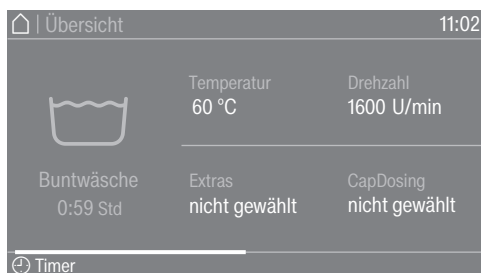 | Übersicht 11:02
Temperatur Drehzahl
60 °C 1600 U/min
Buntwäsche Extras CapDosing
0:59 Std nicht gewählt nicht gewählt
Timer